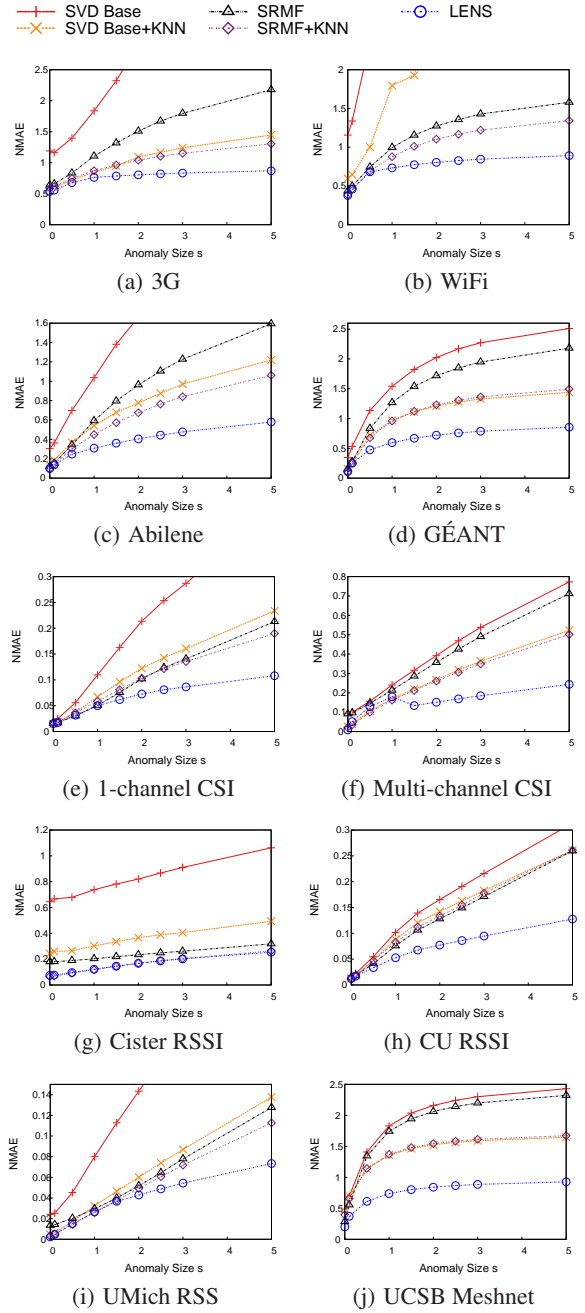 SVD Base
SRMF
LENS
SVD Base+KNN
SRMF+KNN
2.5
2
1.5
1
0.5
0
NMAE
0 1 2 3 4 5
Anomaly Size s
(a) 3G
2
1.5
1
0.5
0
NMAE
0 1 2 3 4 5
Anomaly Size s
(b) WiFi
1.6
1.4
1.2
1
0.8
0.6
0.4
0.2
0
NMAE
0 1 2 3 4 5
Anomaly Size s
(c) Abilene
2.5
2
1.5
1
0.5
0
NMAE
0 1 2 3 4 5
Anomaly Size s
(d) GÉANT
0.3
0.25
0.2
0.15
0.1
0.05
0
NMAE
0 1 2 3 4 5
Anomaly Size s
(e) 1-channel CSI
0.8
0.7
0.6
0.5
0.4
0.3
0.2
0.1
0
NMAE
0 1 2 3 4 5
Anomaly Size s
(f) Multi-channel CSI
1.2
1
0.8
0.6
0.4
0.2
0
NMAE
0 1 2 3 4 5
Anomaly Size s
(g) Cister RSSI
0.3
0.25
0.2
0.15
0.1
0.05
0
NMAE
0 1 2 3 4 5
Anomaly Size s
(h) CU RSSI
0.14
0.12
0.1
0.08
0.06
0.04
0.02
0
NMAE
0 1 2 3 4 5
Anomaly Size s
(i) UMich RSS
2.5
2
1.5
1
0.5
0
NMAE
0 1 2 3 4 5
Anomaly Size s
(j) UCSB Meshnet